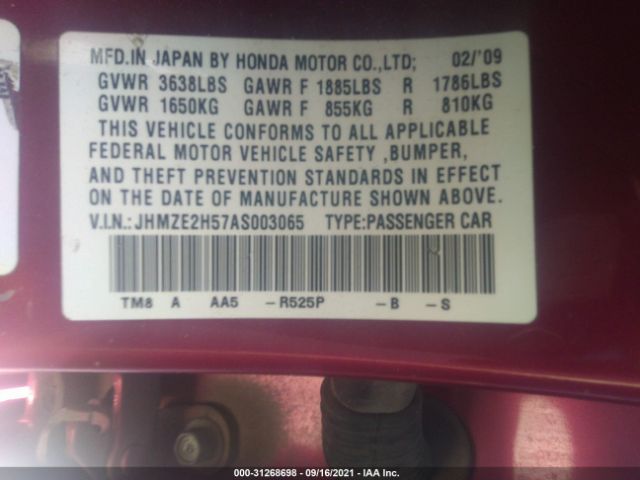 MFD.IN JAPAN BY HONDA MOTOR CO.,LTD; 02/'09
GVWR 3638LBS GAWR F 1885LBS R 1786LBS
GVWR 1650KG GAWR F 855KG R 810KG
THIS VEHICLE CONFORMS TO ALL APPLICABLE
FEDERAL MOTOR VEHICLE SAFETY ,BUMPER,
AND THEFT PREVENTION STANDARDS IN EFFECT
ON THE DATE OF MANUFACTURE SHOWN ABOVE.
V.I.N.:JHMZE2H57AS003065 TYPE:PASSENGER CAR
TM8 A AA5 -R525P -B -S
000-31268698 - 09/16/2021 - IAA Inc.